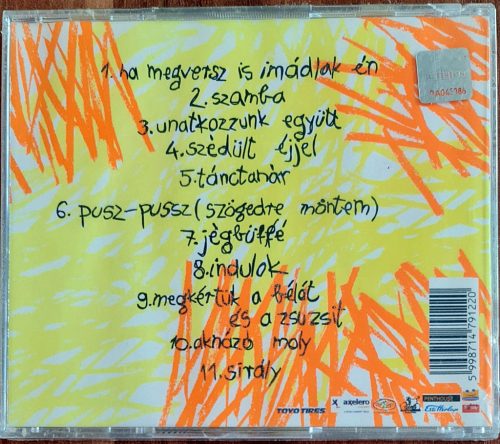 1. ha megversz is imádlak én
2. szamba
3. unatkozzunk együtt
4. szédült éjjel
5. tánctanár
6. pusz-pussz (szögedre möntem)
7. jégbüffé
8. indulok
9. megkértük a bélát
és a zsuzsit
10. aknázó moly
11. sirály
5 998714 791220
TOYO TIRES
axelero
PENTHOUSE